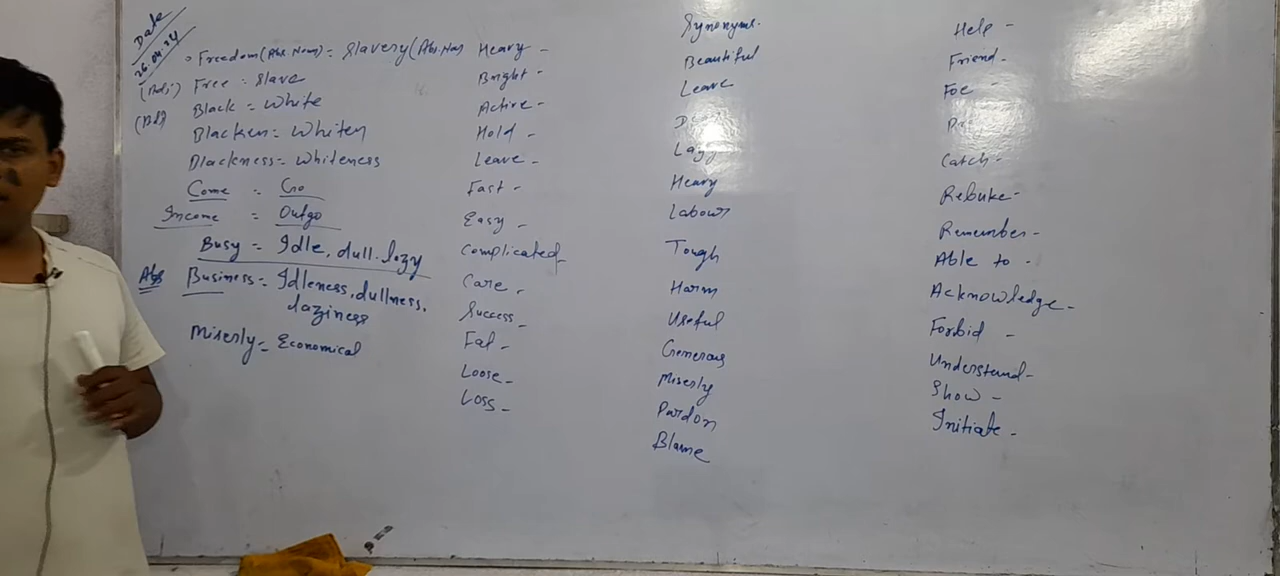 Date
26.04.24
Freedom (Abs. Noun) = Slavery (Abs. Nou
(Adj) Free = Slave
Black = White
Blacken = Whiten
Blackness = Whiteness
Come = Go
Income = Outgo
Busy = Idle, dull. lazy
Abs Business = Idleness, dullness,
laziness
Miserly = Economical
Heavy -
Bright -
Active -
Hold -
Leave -
Fast -
Easy -
Complicated -
Care -
Success -
Fat -
Loose -
Loss -
Synonyms.
Beautiful
Leave
Lazy
Heavy
Labour
Tough
Harm
Useful
Generous
Miserly
Pardon
Blame
Help -
Friend -
Foe -
Catch -
Rebuke -
Remember -
Able to -
Acknowledge -
Forbid -
Understand -
Show -
Initiate -